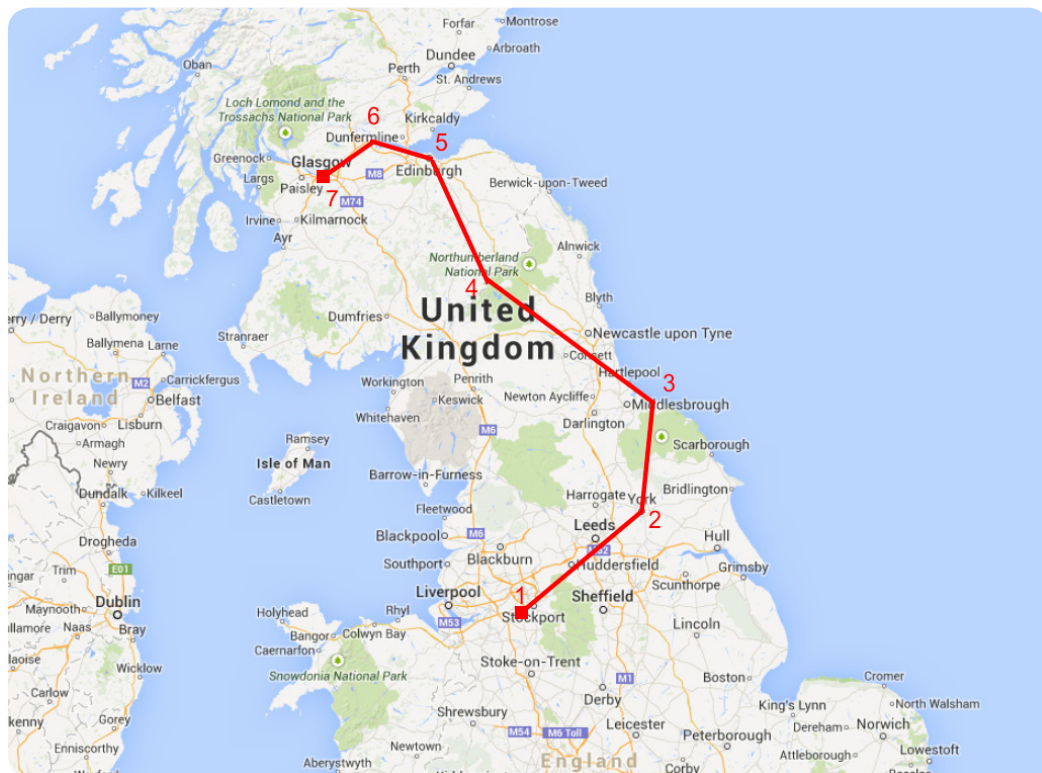 Forfar
Montrose
Arbroath
Dundee
Oban
Perth
St. Andrews
Loch Lomond and the
Trossachs National Park
6
Kirkcaldy
Dunfermline
5
Greenock
Glasgow
M8
Edinburgh
Largs
Paisley
7
M74
Berwick-upon-Tweed
Irvine
Kilmarnock
Ayr
Alnwick
Northumberland
National Park
4
Blyth
United
Kingdom
erry / Derry
Ballymoney
Dumfries
Stranraer
Newcastle upon Tyne
Ballymena
Larne
Consett
Northern
Ireland
M2
Carrickfergus
Belfast
Workington
Penrith
Hartlepool
3
Keswick
Newton Aycliffe
Middlesbrough
Whitehaven
Craigavon
Lisburn
Darlington
Armagh
M6
Ramsey
Scarborough
Newry
Isle of Man
Barrow-in-Furness
Dundalk
Kilkeel
Castletown
Harrogate
York
Bridlington
Fleetwood
2
Leeds
Blackpool
M6
Drogheda
Hull
Blackburn
Southport
Huddersfield
Grimsby
Trim
E01
Scunthorpe
Liverpool
1
Sheffield
Maynooth
Dublin
Holyhead
Rhyl
M53
Stockport
Lincoln
Naas
Bray
Bangor
Colwyn Bay
Caernarfon
Stoke-on-Trent
Wicklow
Snowdonia National Park
M1
Boston
Cromer
Carlow
Derby
King's Lynn
North Walsham
Shrewsbury
Leicester
Dereham
Norwich
kenny
Gorey
M54
M6 Toll
Peterborough
Enniscorthy
Newtown
Attleborough
Lowestoft
England
Aberystwyth
Corby